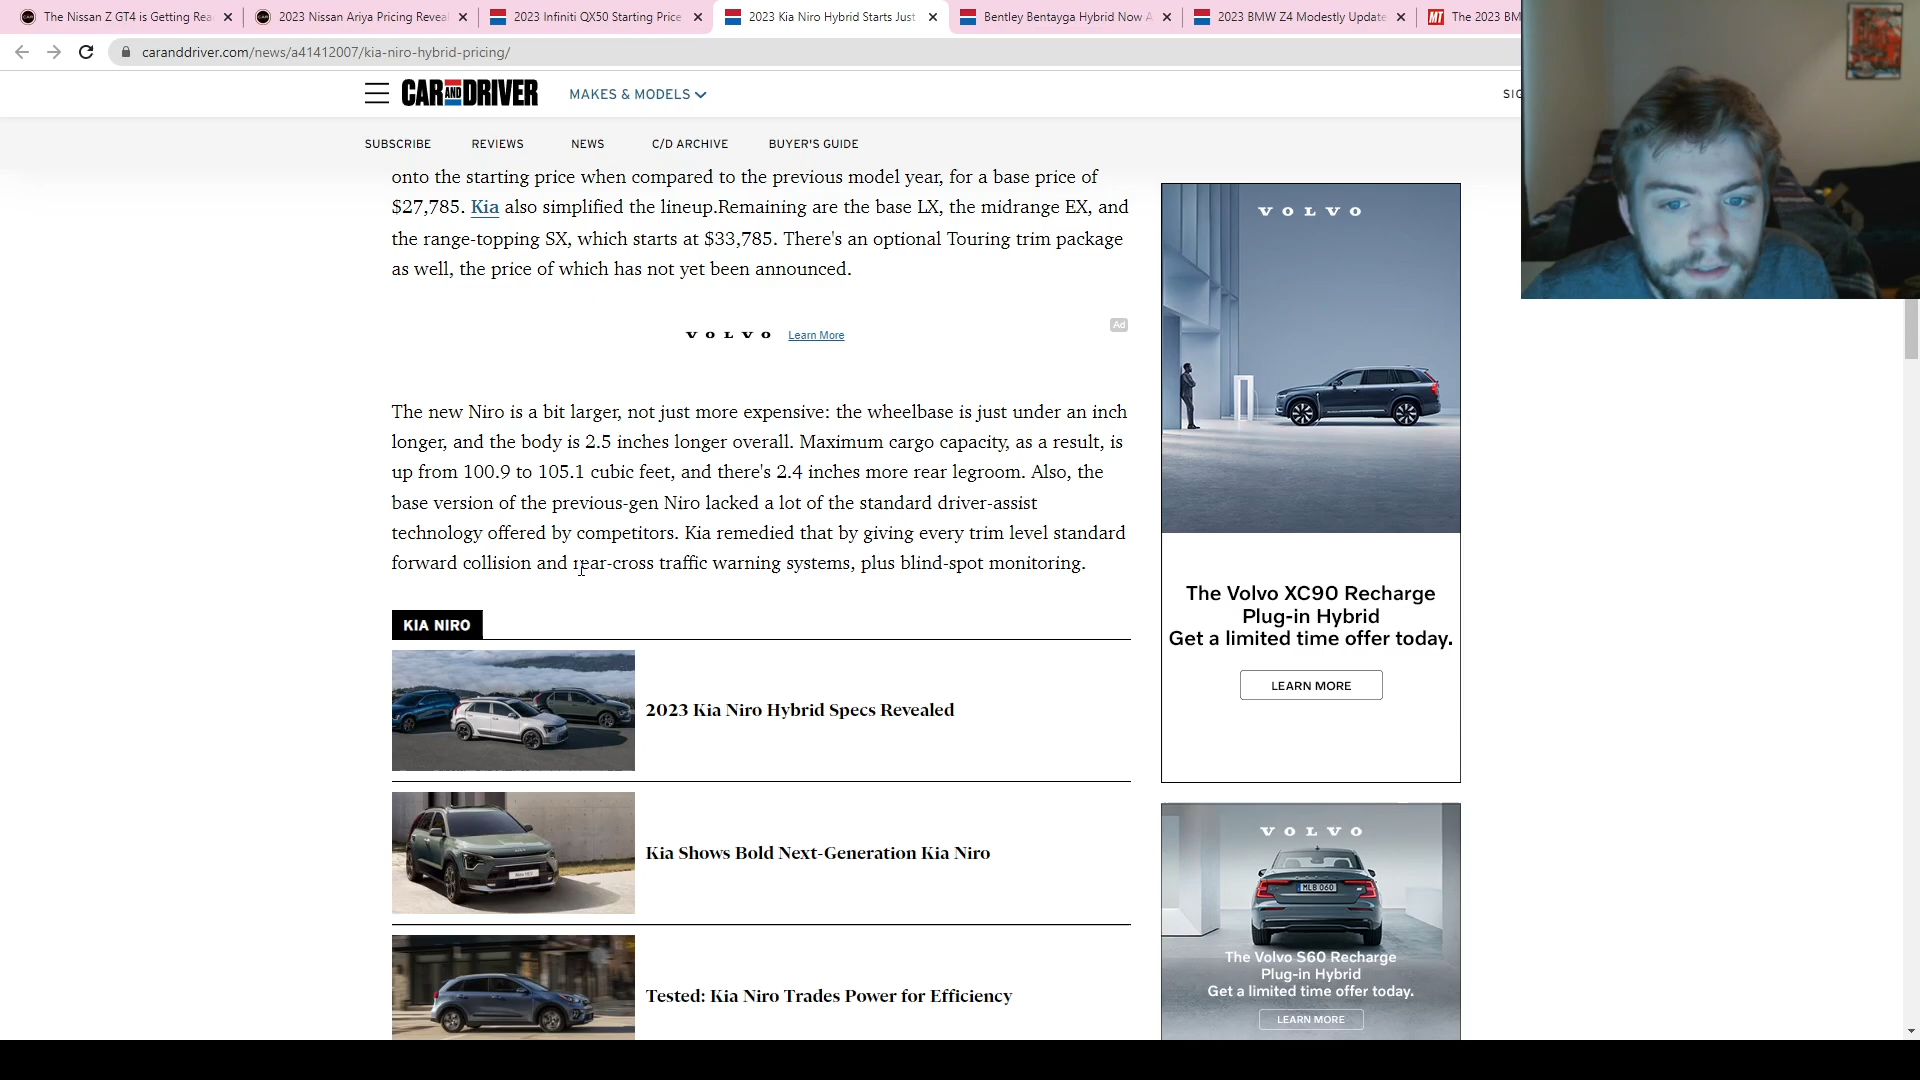 The Nissan Z GT4 is Getting Rea
2023 Nissan Ariya Pricing Reveal
2023 Infiniti QX50 Starting Price
2023 Kia Niro Hybrid Starts Just
Bentley Bentayga Hybrid Now A
2023 BMW Z4 Modestly Update
MT The 2023 BM
caranddriver.com/news/a41412007/kia-niro-hybrid-pricing/
CAR AND DRIVER
MAKES & MODELS
SIG
SUBSCRIBE
REVIEWS
NEWS
C/D ARCHIVE
BUYER'S GUIDE
onto the starting price when compared to the previous model year, for a base price of
$27,785. Kia also simplified the lineup.Remaining are the base LX, the midrange EX, and
the range-topping SX, which starts at $33,785. There's an optional Touring trim package
as well, the price of which has not yet been announced.
Ad
VOLVO Learn More
The new Niro is a bit larger, not just more expensive: the wheelbase is just under an inch
longer, and the body is 2.5 inches longer overall. Maximum cargo capacity, as a result, is
up from 100.9 to 105.1 cubic feet, and there's 2.4 inches more rear legroom. Also, the
base version of the previous-gen Niro lacked a lot of the standard driver-assist
technology offered by competitors. Kia remedied that by giving every trim level standard
forward collision and rear-cross traffic warning systems, plus blind-spot monitoring.
KIA NIRO
2023 Kia Niro Hybrid Specs Revealed
Kia Shows Bold Next-Generation Kia Niro
Tested: Kia Niro Trades Power for Efficiency
VOLVO
The Volvo XC90 Recharge
Plug-in Hybrid
Get a limited time offer today.
LEARN MORE
VOLVO
MLB 060
The Volvo S60 Recharge
Plug-in Hybrid
Get a limited time offer today.
LEARN MORE